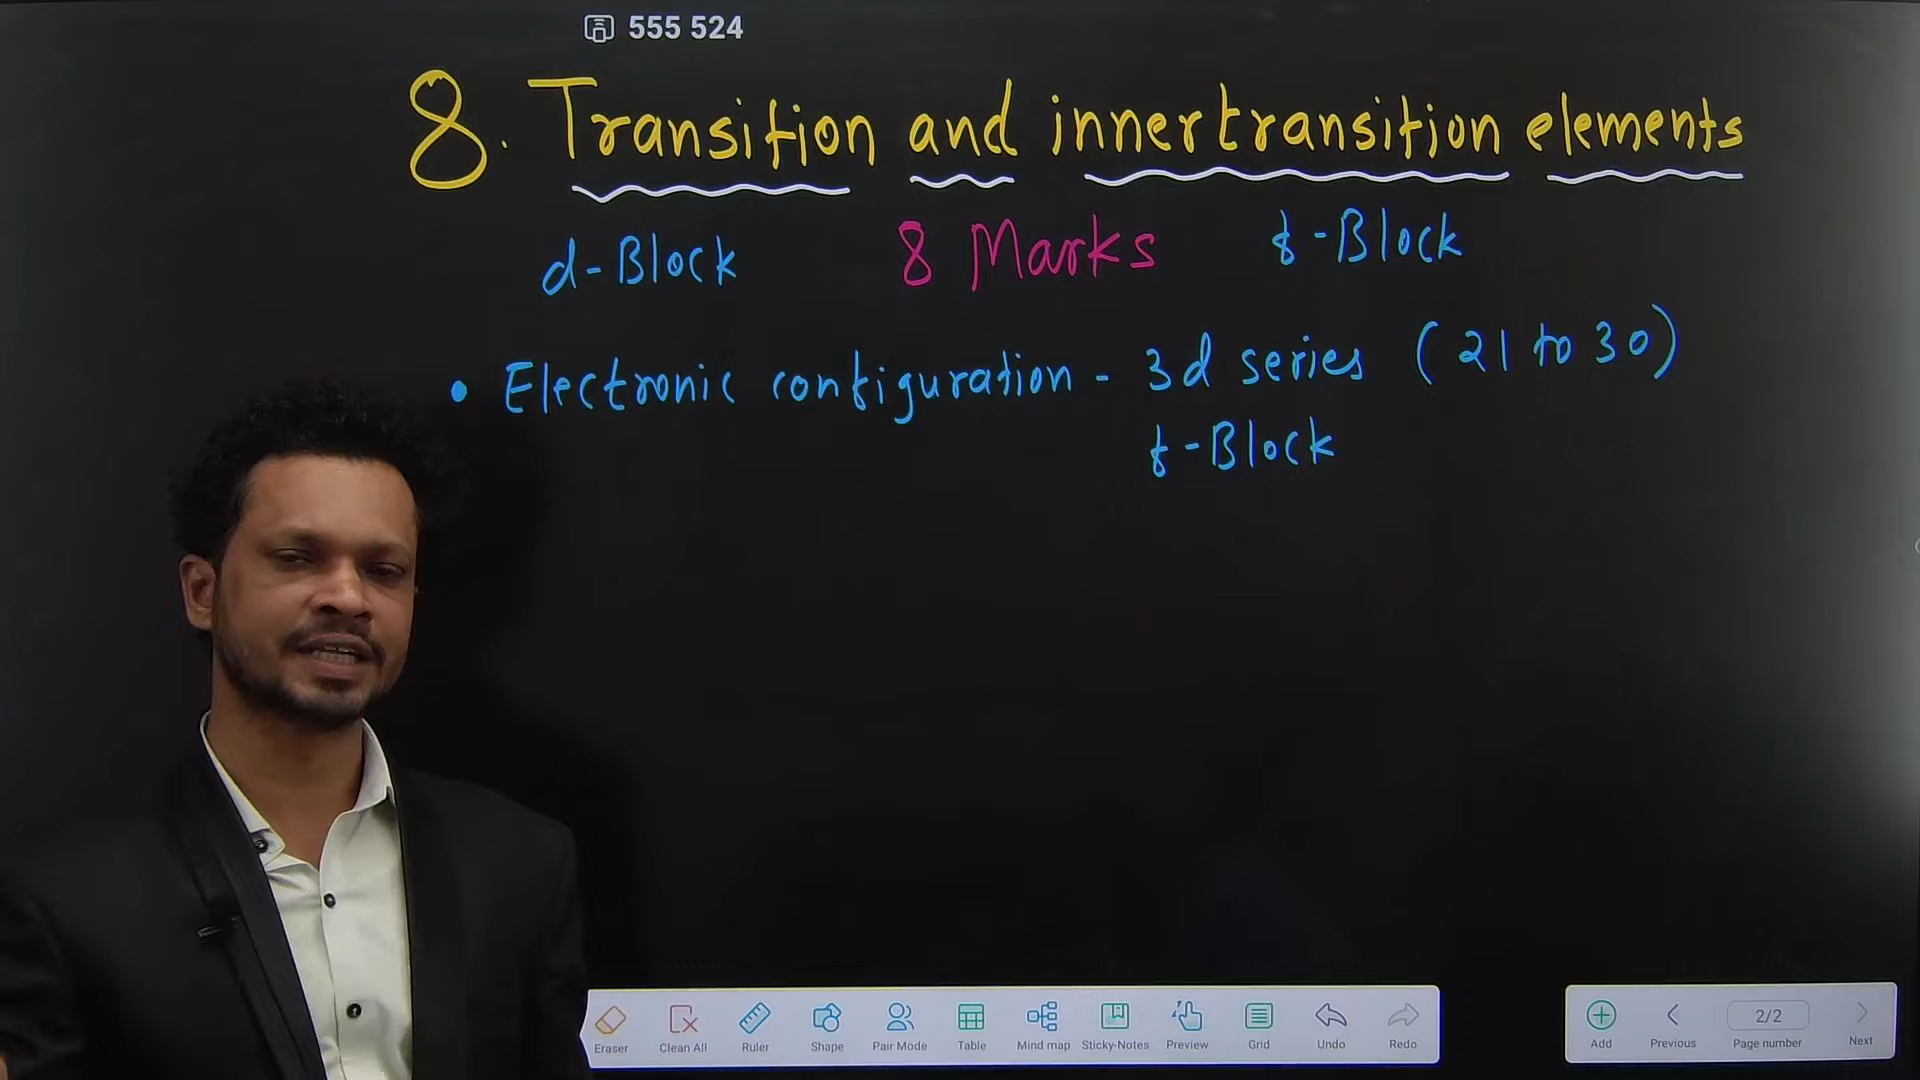 555 524
8. Transition and inner transition elements
d-Block 8 Marks f-Block
• Electronic configuration - 3d series (21 to 30)
f-Block
Eraser Clean All Ruler Shape Pair Mode Table Mind map Sticky-Notes Preview Grid Undo Redo
Add Previous 2/2 Page number Next